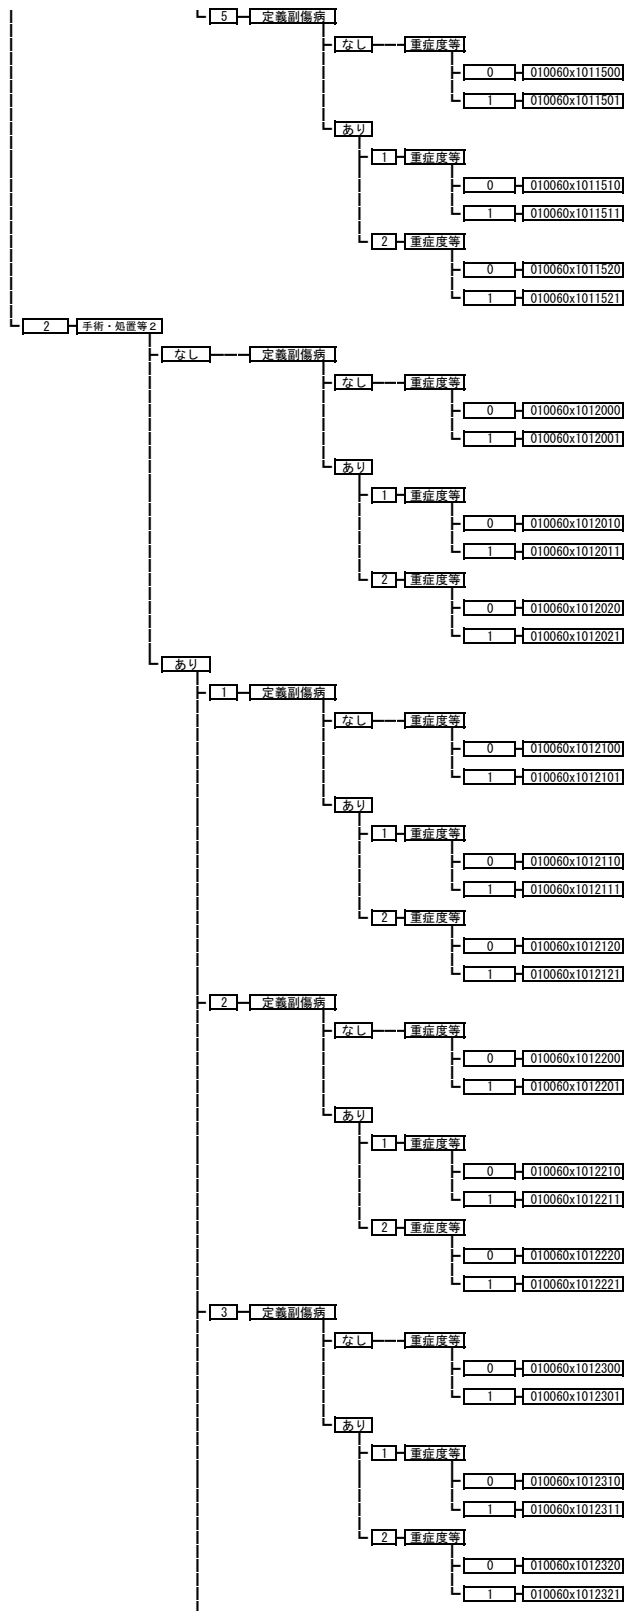 5 定義副傷病
なし 重症度等
0 010060x1011500
1 010060x1011501
あり
1 重症度等
0 010060x1011510
1 010060x1011511
2 重症度等
0 010060x1011520
1 010060x1011521
2 手術・処置等2
なし 定義副傷病
なし 重症度等
0 010060x1012000
1 010060x1012001
あり
1 重症度等
0 010060x1012010
1 010060x1012011
2 重症度等
0 010060x1012020
1 010060x1012021
あり
1 定義副傷病
なし 重症度等
0 010060x1012100
1 010060x1012101
あり
1 重症度等
0 010060x1012110
1 010060x1012111
2 重症度等
0 010060x1012120
1 010060x1012121
2 定義副傷病
なし 重症度等
0 010060x1012200
1 010060x1012201
あり
1 重症度等
0 010060x1012210
1 010060x1012211
2 重症度等
0 010060x1012220
1 010060x1012221
3 定義副傷病
なし 重症度等
0 010060x1012300
1 010060x1012301
あり
1 重症度等
0 010060x1012310
1 010060x1012311
2 重症度等
0 010060x1012320
1 010060x1012321